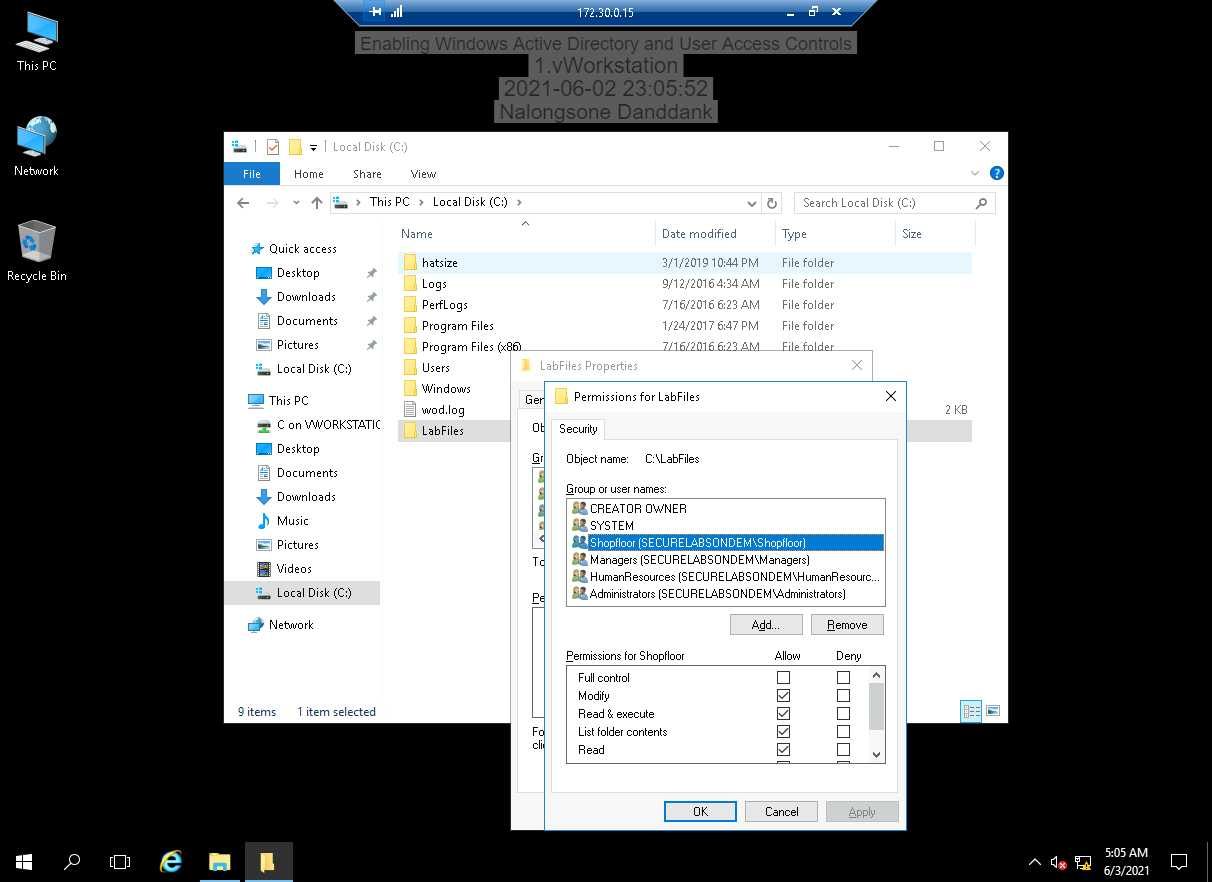 172.30.0.15
Enabling Windows Active Directory and User Access Controls
1.vWorkstation
2021-06-02 23:05:52
Nalongsone Danddank
This PC
Network
Recycle Bin
Local Disk (C:)
File Home Share View
This PC Local Disk (C:)
Search Local Disk (C:)
Name Date modified Type Size
Quick access
Desktop
Downloads
Documents
Pictures
Local Disk (C:)
This PC
C on VWORKSTATIO
Desktop
Documents
Downloads
Music
Pictures
Videos
Local Disk (C:)
Network
hatsize 3/1/2019 10:44 PM File folder
Logs 9/12/2016 4:34 AM File folder
PerfLogs 7/16/2016 6:23 AM File folder
Program Files 1/24/2017 6:47 PM File folder
Program Files (x86) 7/16/2016 6:23 AM File folder
Users
Windows
wod.log 2 KB
LabFiles
9 items 1 item selected
LabFiles Properties
Gen
Ob
Gr
To
Pe
Fo
clic
Permissions for LabFiles
Security
Object name: C:\LabFiles
Group or user names:
CREATOR OWNER
SYSTEM
Shopfloor (SECURELABSONDEM\Shopfloor)
Managers (SECURELABSONDEM\Managers)
HumanResources (SECURELABSONDEM\HumanResourc...
Administrators (SECURELABSONDEM\Administrators)
Add... Remove
Permissions for Shopfloor Allow Deny
Full control
Modify
Read & execute
List folder contents
Read
OK Cancel Apply
5:05 AM
6/3/2021